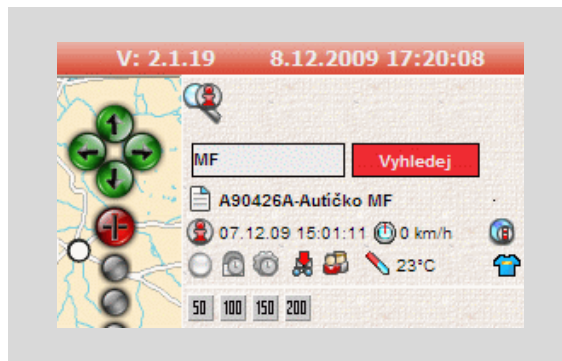 V: 2.1.19 8.12.2009 17:20:08
MF Vyhledej
A90426A-Autíčko MF
07.12.09 15:01:11 0 km/h
23°C
50 100 150 200